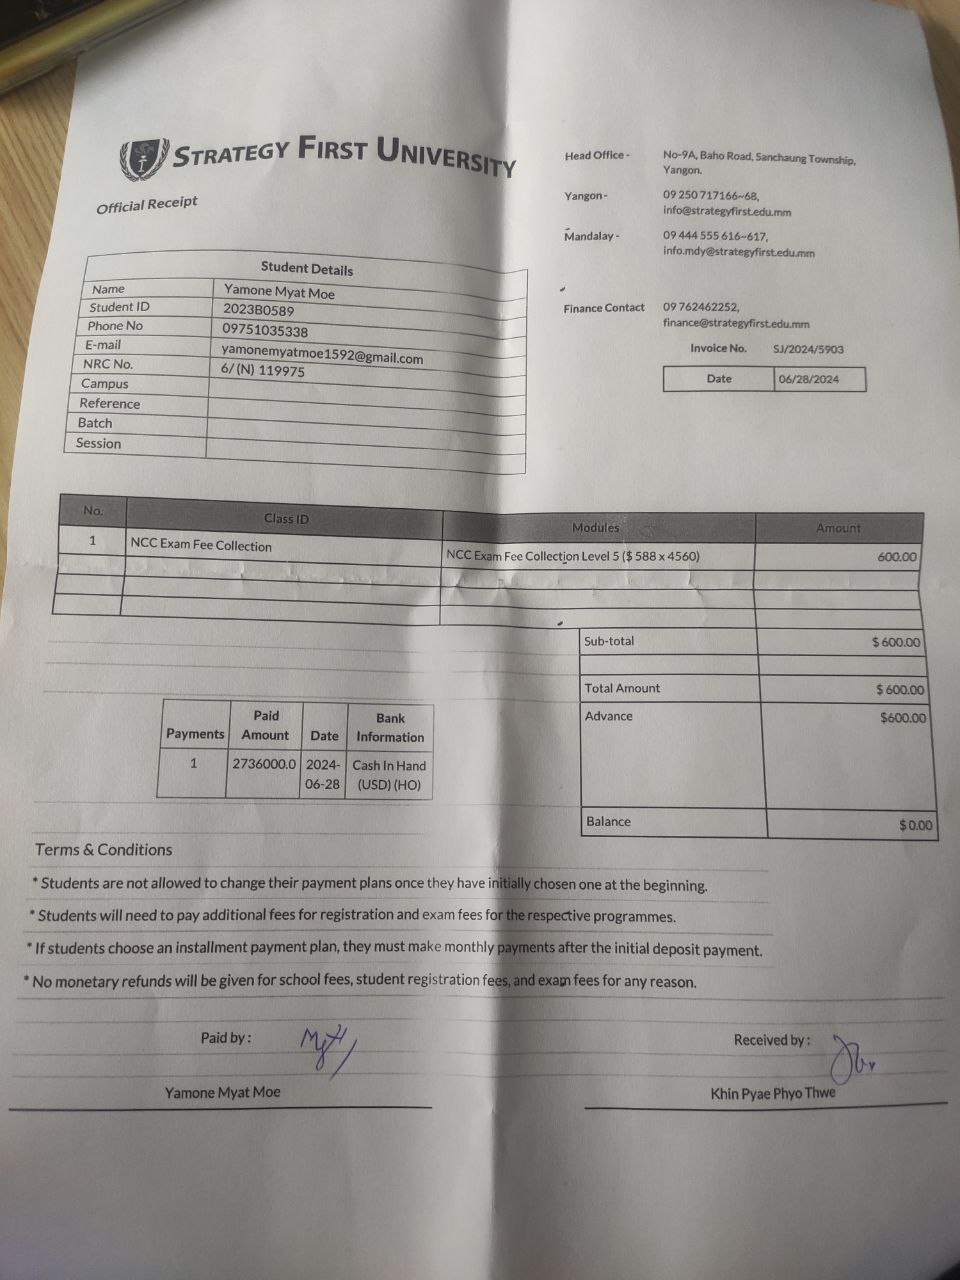 STRATEGY FIRST UNIVERSITY
Official Receipt
Head Office - No-9A, Baho Road, Sanchaung Township, Yangon.
Yangon - 09 250 717166~68,
info@strategyfirst.edu.mm
Mandalay - 09 444 555 616~617,
info.mdy@strategyfirst.edu.mm
Finance Contact 09 762462252,
finance@strategyfirst.edu.mm
Invoice No. SJ/2024/5903
Date 06/28/2024
Student Details
Name Yamone Myat Moe
Student ID 2023B0589
Phone No 09751035338
E-mail yamonemyatmoe1592@gmail.com
NRC No. 6/(N) 119975
Campus
Reference
Batch
Session
No. Class ID Modules Amount
1 NCC Exam Fee Collection NCC Exam Fee Collection Level 5 ($ 588 x 4560) 600.00
Sub-total $ 600.00
Total Amount $ 600.00
Advance $600.00
Balance $ 0.00
Payments Paid Amount Date Bank Information
1 2736000.0 2024-06-28 Cash In Hand (USD) (HO)
Terms & Conditions
* Students are not allowed to change their payment plans once they have initially chosen one at the beginning.
* Students will need to pay additional fees for registration and exam fees for the respective programmes.
* If students choose an installment payment plan, they must make monthly payments after the initial deposit payment.
* No monetary refunds will be given for school fees, student registration fees, and exam fees for any reason.
Paid by :
Yamone Myat Moe
Received by :
Khin Pyae Phyo Thwe